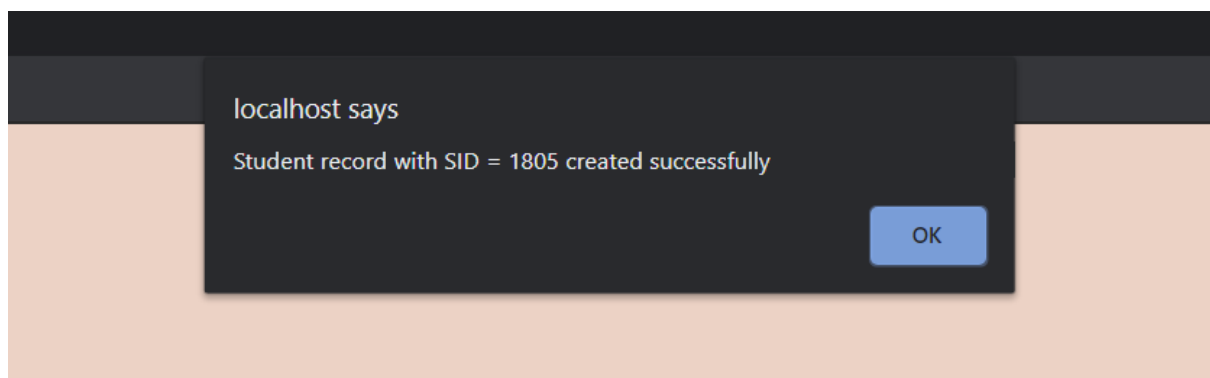 localhost says
Student record with SID = 1805 created successfully
OK